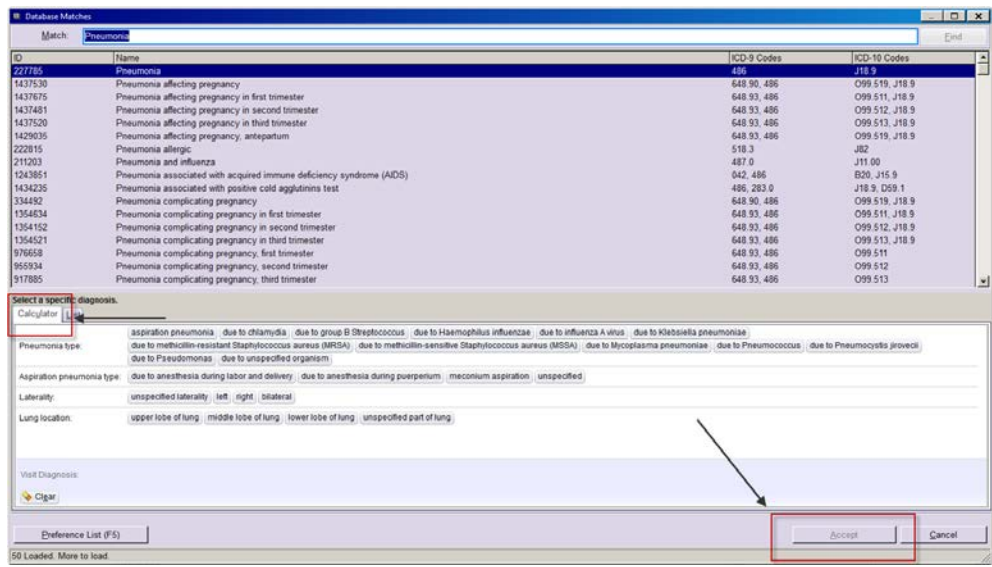 Database Matches
Match: Pneumonia Find
ID Name ICD-9 Codes ICD-10 Codes
227785 Pneumonia 486 J18.9
1437530 Pneumonia affecting pregnancy 648.90, 486 O99.519, J18.9
1437675 Pneumonia affecting pregnancy in first trimester 648.93, 486 O99.511, J18.9
1437481 Pneumonia affecting pregnancy in second trimester 648.93, 486 O99.512, J18.9
1437520 Pneumonia affecting pregnancy in third trimester 648.93, 486 O99.513, J18.9
1429035 Pneumonia affecting pregnancy, antepartum 648.93, 486 O99.519, J18.9
222815 Pneumonia allergic 518.3 J82
211203 Pneumonia and influenza 487.0 J11.00
1243851 Pneumonia associated with acquired immune deficiency syndrome (AIDS) 042, 486 B20, J15.9
1434235 Pneumonia associated with positive cold agglutinins test 486, 283.0 J18.9, D59.1
334492 Pneumonia complicating pregnancy 648.90, 486 O99.519, J18.9
1354634 Pneumonia complicating pregnancy in first trimester 648.93, 486 O99.511, J18.9
1354152 Pneumonia complicating pregnancy in second trimester 648.93, 486 O99.512, J18.9
1354521 Pneumonia complicating pregnancy in third trimester 648.93, 486 O99.513, J18.9
976658 Pneumonia complicating pregnancy, first trimester 648.93, 486 O99.511
955934 Pneumonia complicating pregnancy, second trimester 648.93, 486 O99.512
917885 Pneumonia complicating pregnancy, third trimester 648.93, 486 O99.513
Select a specific diagnosis.
Calculator
aspiration pneumonia due to chlamydia due to group B Streptococcus due to Haemophilus influenzae due to influenza A virus due to Klebsiella pneumoniae
Pneumonia type: due to methicillin-resistant Staphylococcus aureus (MRSA) due to methicillin-sensitive Staphylococcus aureus (MSSA) due to Mycoplasma pneumoniae due to Pneumococcus due to Pneumocystis jirovecii
due to Pseudomonas due to unspecified organism
Aspiration pneumonia type: due to anesthesia during labor and delivery due to anesthesia during puerperium meconium aspiration unspecified
Laterality: unspecified laterality left right bilateral
Lung location: upper lobe of lung middle lobe of lung lower lobe of lung unspecified part of lung
Visit Diagnosis:
Clear
Preference List (F5) Accept Cancel
50 Loaded. More to load.